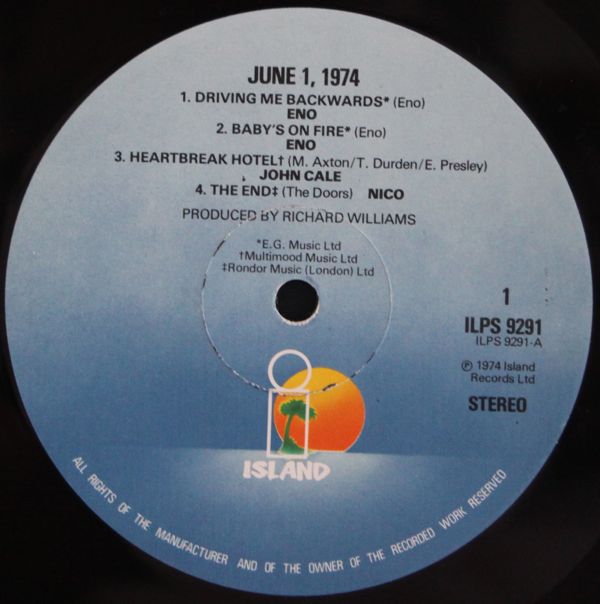 JUNE 1, 1974
1. DRIVING ME BACKWARDS* (Eno)
ENO
2. BABY'S ON FIRE* (Eno)
ENO
3. HEARTBREAK HOTEL† (M. Axton/T. Durden/E. Presley)
JOHN CALE
4. THE END‡ (The Doors) NICO
PRODUCED BY RICHARD WILLIAMS
*E.G. Music Ltd
†Multimood Music Ltd
‡Rondor Music (London) Ltd
1
ILPS 9291
ILPS 9291-A
℗ 1974 Island
Records Ltd
STEREO
i
ISLAND
ALL RIGHTS OF THE MANUFACTURER AND OF THE OWNER OF THE RECORDED WORK RESERVED